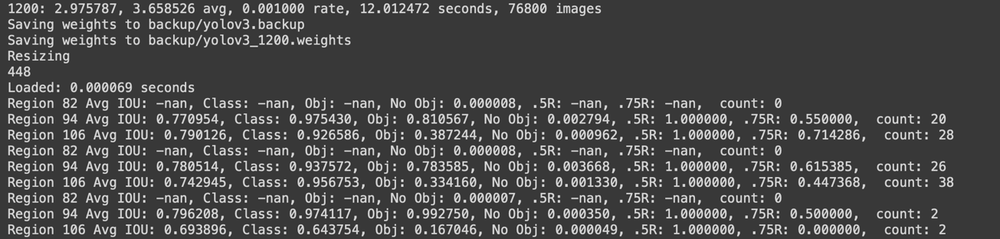 1200: 2.975787, 3.658526 avg, 0.001000 rate, 12.012472 seconds, 76800 images
Saving weights to backup/yolov3.backup
Saving weights to backup/yolov3_1200.weights
Resizing
448
Loaded: 0.000069 seconds
Region 82 Avg IOU: -nan, Class: -nan, Obj: -nan, No Obj: 0.000008, .5R: -nan, .75R: -nan,  count: 0
Region 94 Avg IOU: 0.770954, Class: 0.975430, Obj: 0.810567, No Obj: 0.002794, .5R: 1.000000, .75R: 0.550000,  count: 20
Region 106 Avg IOU: 0.790126, Class: 0.926586, Obj: 0.387244, No Obj: 0.000962, .5R: 1.000000, .75R: 0.714286,  count: 28
Region 82 Avg IOU: -nan, Class: -nan, Obj: -nan, No Obj: 0.000008, .5R: -nan, .75R: -nan,  count: 0
Region 94 Avg IOU: 0.780514, Class: 0.937572, Obj: 0.783585, No Obj: 0.003668, .5R: 1.000000, .75R: 0.615385,  count: 26
Region 106 Avg IOU: 0.742945, Class: 0.956753, Obj: 0.334160, No Obj: 0.001330, .5R: 1.000000, .75R: 0.447368,  count: 38
Region 82 Avg IOU: -nan, Class: -nan, Obj: -nan, No Obj: 0.000007, .5R: -nan, .75R: -nan,  count: 0
Region 94 Avg IOU: 0.796208, Class: 0.974117, Obj: 0.992750, No Obj: 0.000350, .5R: 1.000000, .75R: 0.500000,  count: 2
Region 106 Avg IOU: 0.693896, Class: 0.643754, Obj: 0.167046, No Obj: 0.000049, .5R: 1.000000, .75R: 0.000000,  count: 2